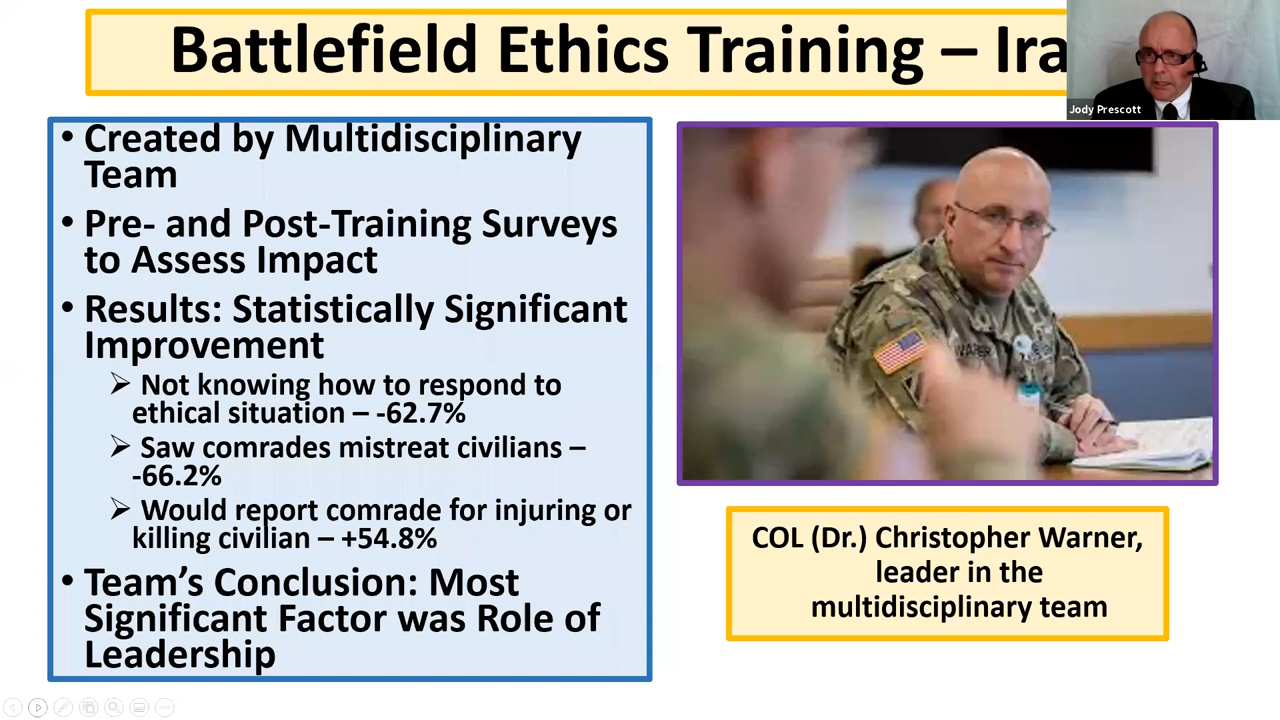 Battlefield Ethics Training – Ira
Jody Prescott
• Created by Multidisciplinary
Team
• Pre- and Post-Training Surveys
to Assess Impact
• Results: Statistically Significant
Improvement
➢ Not knowing how to respond to
ethical situation – -62.7%
➢ Saw comrades mistreat civilians –
-66.2%
➢ Would report comrade for injuring or
killing civilian – +54.8%
• Team’s Conclusion: Most
Significant Factor was Role of
Leadership
COL (Dr.) Christopher Warner,
leader in the
multidisciplinary team